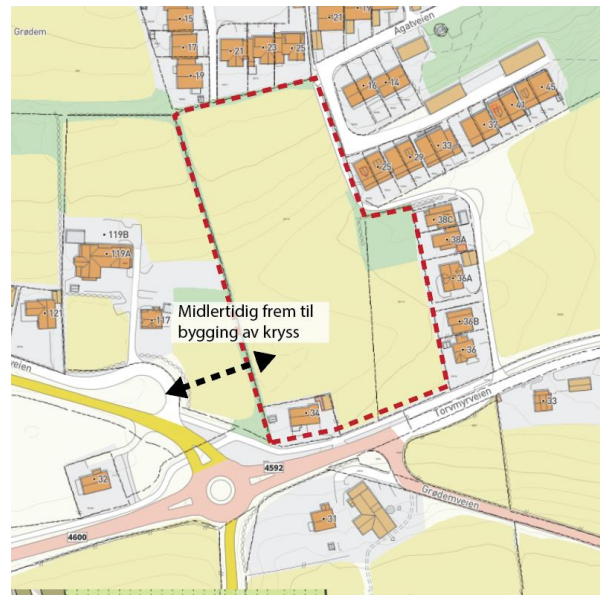 Grødem
15
17
19
21
23
25
21
19
Agatveien
16
14
45
41
37
33
29
25
38C
38A
36A
36B
36
119B
119A
121
117
Midlertidig frem til
bygging av kryss
veien
34
33
Torvmyrveien
4592
Grødemveien
32
31
4600